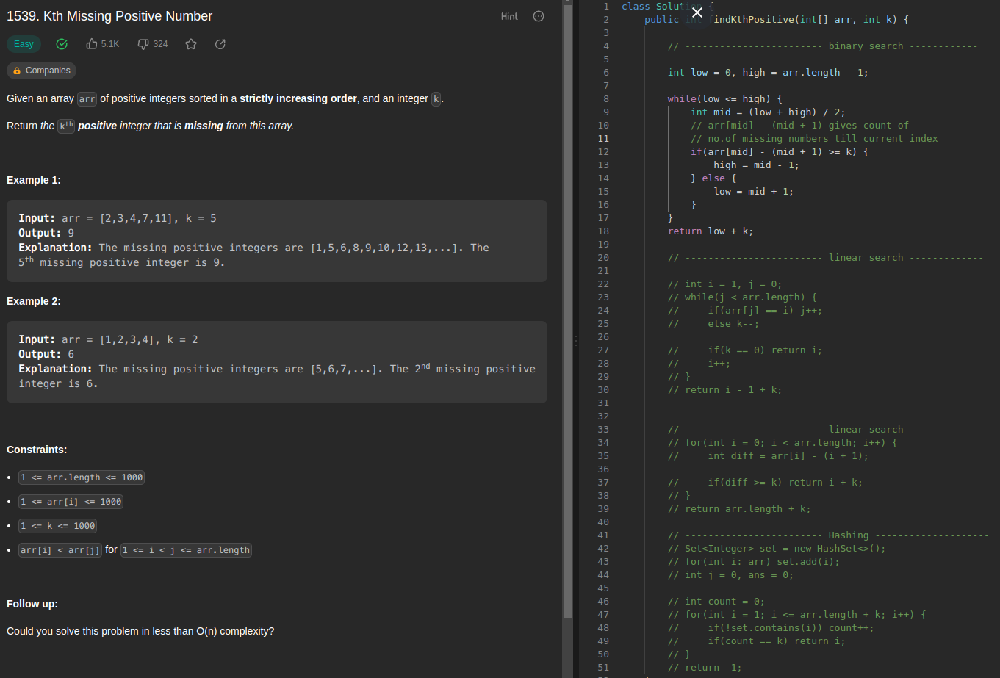 1539. Kth Missing Positive Number
Hint
Easy
5.1K
324
Companies
Given an array arr of positive integers sorted in a strictly increasing order, and an integer k.
Return the kth positive integer that is missing from this array.
Example 1:
Input: arr = [2,3,4,7,11], k = 5
Output: 9
Explanation: The missing positive integers are [1,5,6,8,9,10,12,13,...]. The
5th missing positive integer is 9.
Example 2:
Input: arr = [1,2,3,4], k = 2
Output: 6
Explanation: The missing positive integers are [5,6,7,...]. The 2nd missing positive
integer is 6.
Constraints:
• 1 <= arr.length <= 1000
• 1 <= arr[i] <= 1000
• 1 <= k <= 1000
• arr[i] < arr[j] for 1 <= i < j <= arr.length
Follow up:
Could you solve this problem in less than O(n) complexity?
1 class Solution {
2 public int findKthPositive(int[] arr, int k) {
3
4 // ------------------------ binary search ------------
5
6 int low = 0, high = arr.length - 1;
7
8 while(low <= high) {
9 int mid = (low + high) / 2;
10 // arr[mid] - (mid + 1) gives count of
11 // no.of missing numbers till current index
12 if(arr[mid] - (mid + 1) >= k) {
13 high = mid - 1;
14 } else {
15 low = mid + 1;
16 }
17 }
18 return low + k;
19
20 // ------------------------ linear search -------------
21
22 // int i = 1, j = 0;
23 // while(j < arr.length) {
24 // if(arr[j] == i) j++;
25 // else k--;
26
27 // if(k == 0) return i;
28 // i++;
29 // }
30 // return i - 1 + k;
31
32
33 // ------------------------ linear search -------------
34 // for(int i = 0; i < arr.length; i++) {
35 // int diff = arr[i] - (i + 1);
36
37 // if(diff >= k) return i + k;
38 // }
39 // return arr.length + k;
40
41 // ------------------------ Hashing --------------------
42 // Set<Integer> set = new HashSet<>();
43 // for(int i: arr) set.add(i);
44 // int j = 0, ans = 0;
45
46 // int count = 0;
47 // for(int i = 1; i <= arr.length + k; i++) {
48 // if(!set.contains(i)) count++;
49 // if(count == k) return i;
50 // }
51 // return -1;